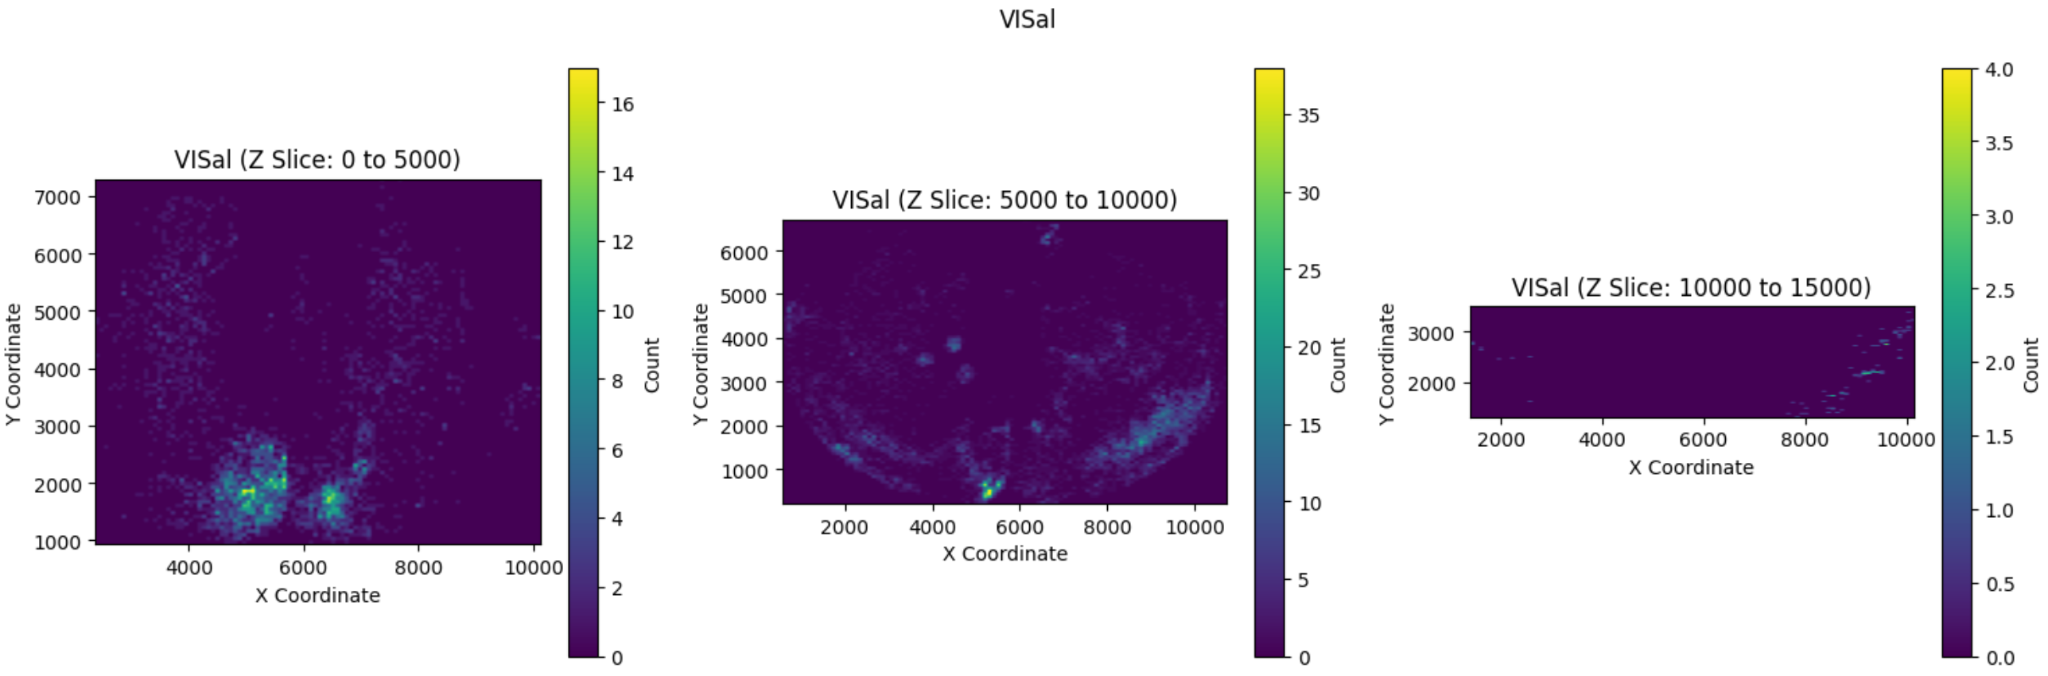 VISal
VISal (Z Slice: 0 to 5000)
7000
6000
5000
4000
3000
2000
1000
Y Coordinate
4000 6000 8000 10000
X Coordinate
16
14
12
10
8
6
4
2
0
Count
VISal (Z Slice: 5000 to 10000)
6000
5000
4000
3000
2000
1000
Y Coordinate
2000 4000 6000 8000 10000
X Coordinate
35
30
25
20
15
10
5
0
Count
VISal (Z Slice: 10000 to 15000)
3000
2000
Y Coordinate
2000 4000 6000 8000 10000
X Coordinate
4.0
3.5
3.0
2.5
2.0
1.5
1.0
0.5
0.0
Count